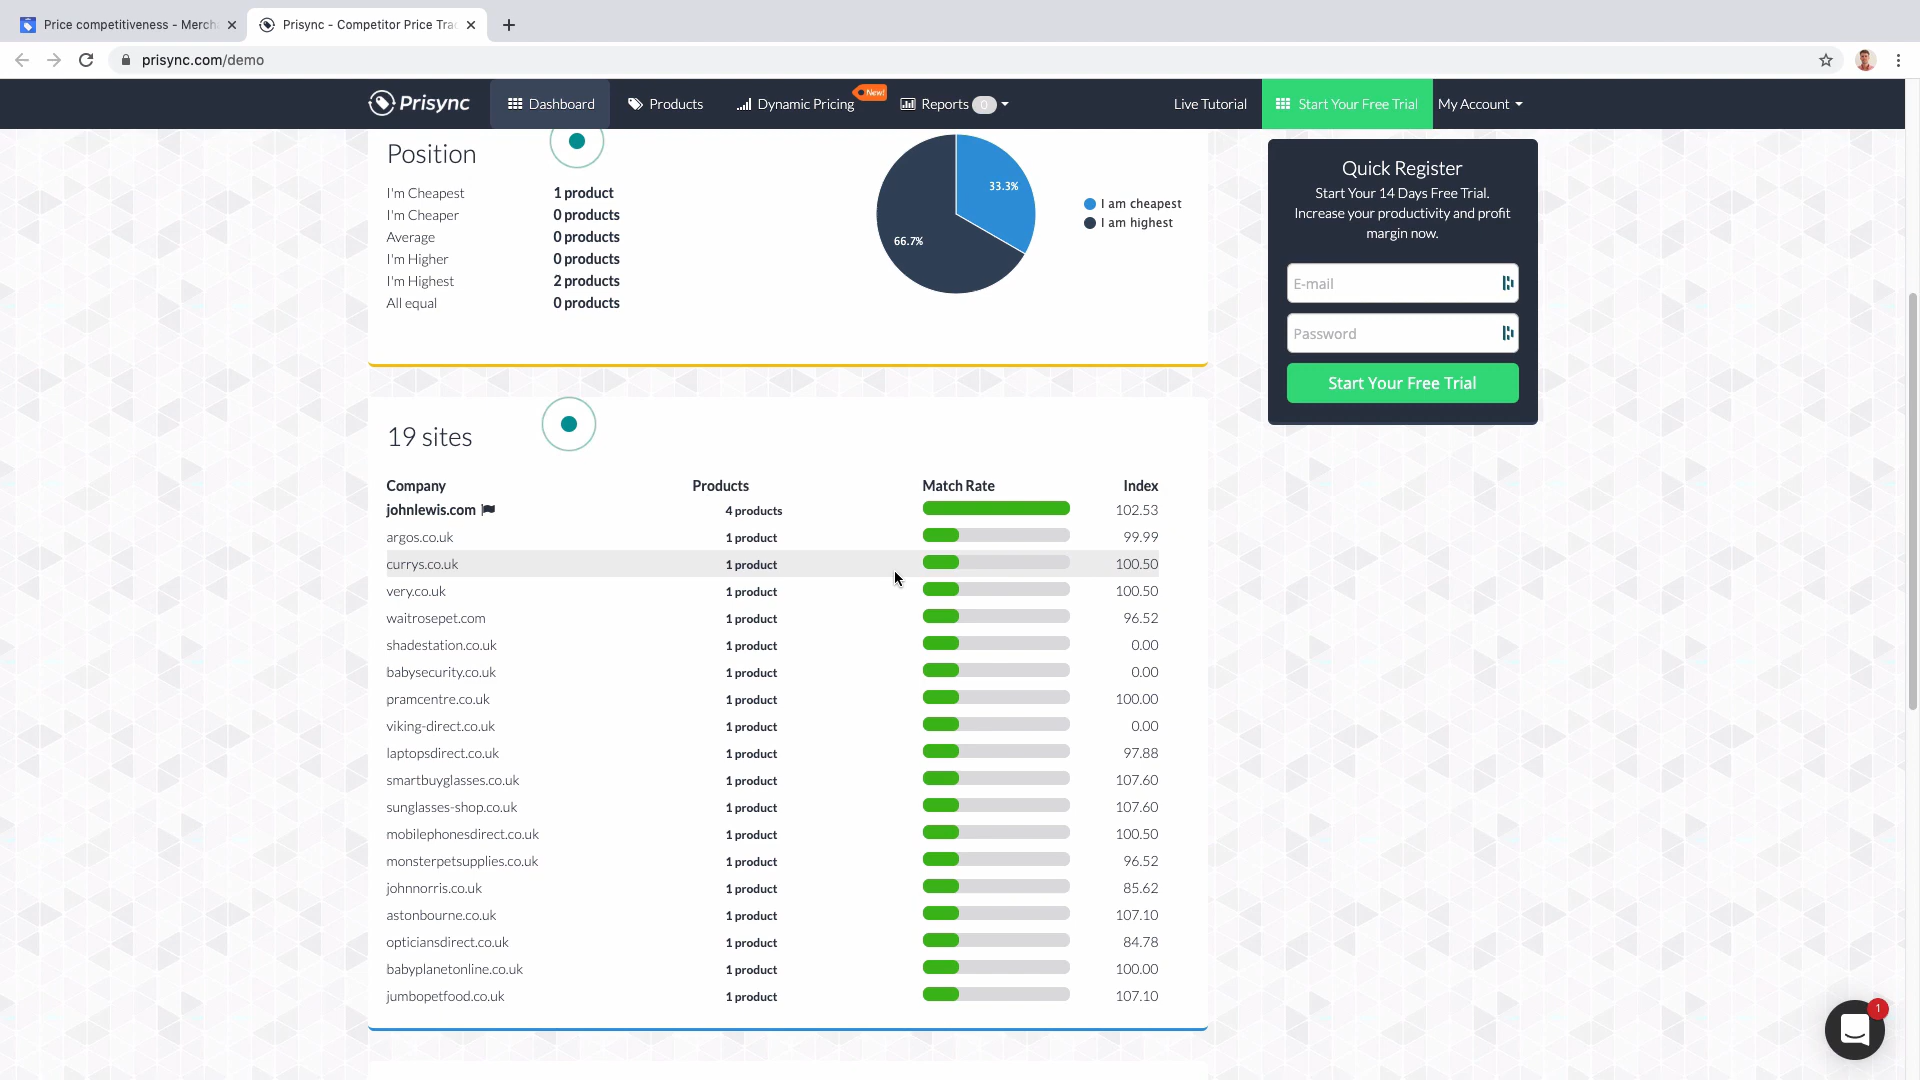 Price competitiveness - Merch
Prisync - Competitor Price Trac
prisync.com/demo
Prisync
Dashboard
Products
Dynamic Pricing
New!
Reports 0
Live Tutorial
Start Your Free Trial
My Account
Position
I'm Cheapest 1 product
I'm Cheaper 0 products
Average 0 products
I'm Higher 0 products
I'm Highest 2 products
All equal 0 products
33.3%
66.7%
I am cheapest
I am highest
Quick Register
Start Your 14 Days Free Trial.
Increase your productivity and profit
margin now.
E-mail
Password
Start Your Free Trial
19 sites
Company Products Match Rate Index
johnlewis.com 4 products 102.53
argos.co.uk 1 product 99.99
currys.co.uk 1 product 100.50
very.co.uk 1 product 100.50
waitrosepet.com 1 product 96.52
shadestation.co.uk 1 product 0.00
babysecurity.co.uk 1 product 0.00
pramcentre.co.uk 1 product 100.00
viking-direct.co.uk 1 product 0.00
laptopsdirect.co.uk 1 product 97.88
smartbuyglasses.co.uk 1 product 107.60
sunglasses-shop.co.uk 1 product 107.60
mobilephonesdirect.co.uk 1 product 100.50
monsterpetsupplies.co.uk 1 product 96.52
johnnorris.co.uk 1 product 85.62
astonbourne.co.uk 1 product 107.10
opticiansdirect.co.uk 1 product 84.78
babyplanetonline.co.uk 1 product 100.00
jumbopetfood.co.uk 1 product 107.10
1